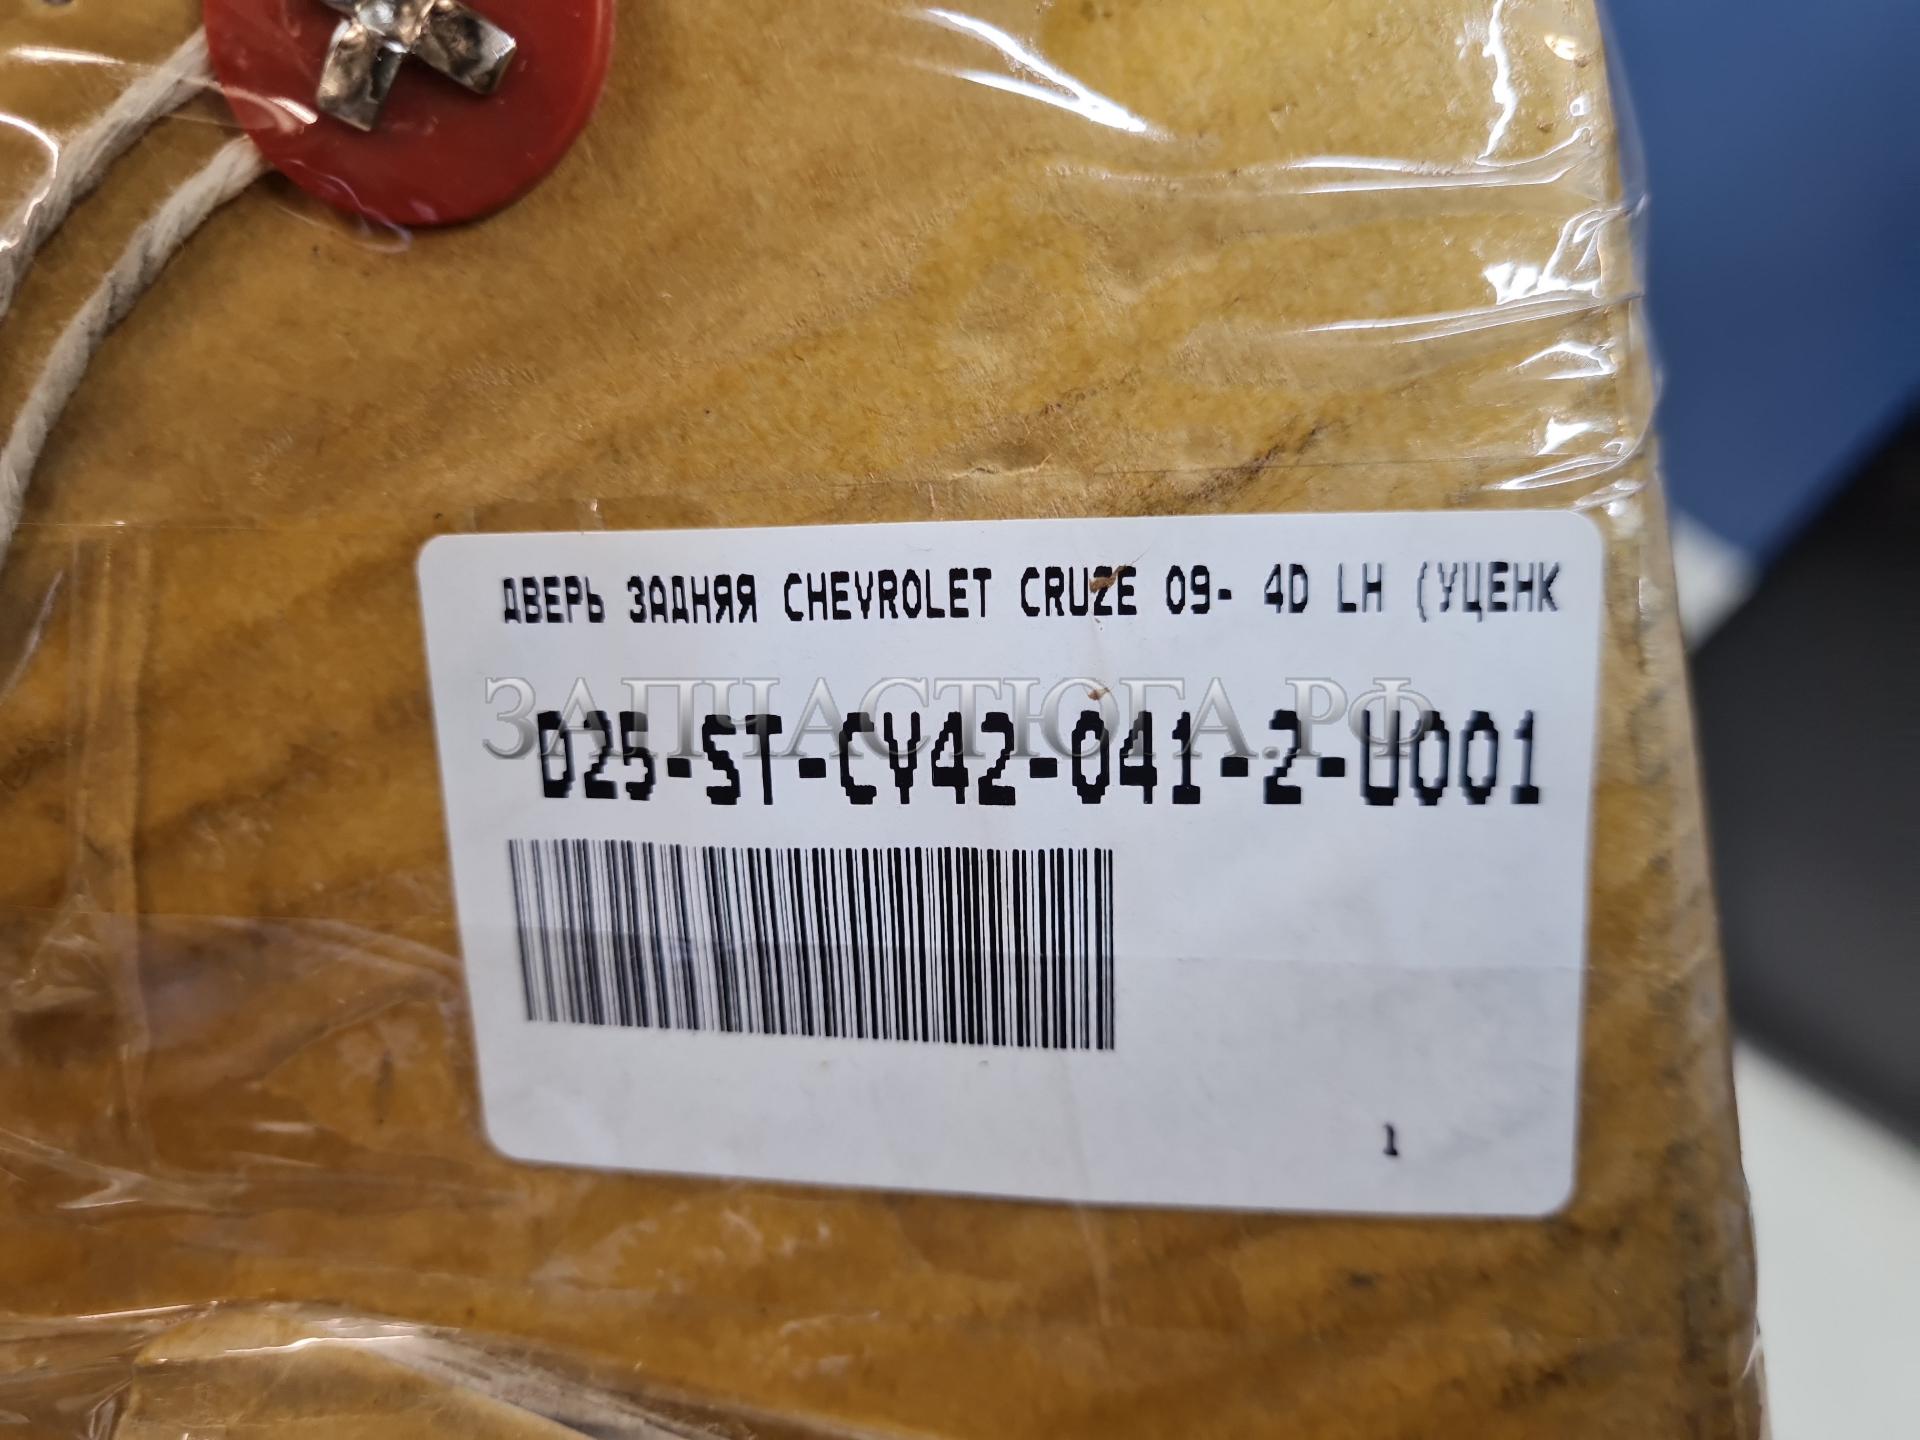 ДВЕРЬ ЗАДНЯЯ CHEVROLET CRUZE 09- 4D LH (УЦЕНК
ЗАПЧАСТЮГА.РФ
D25-ST-CV42-041-2-U001
1